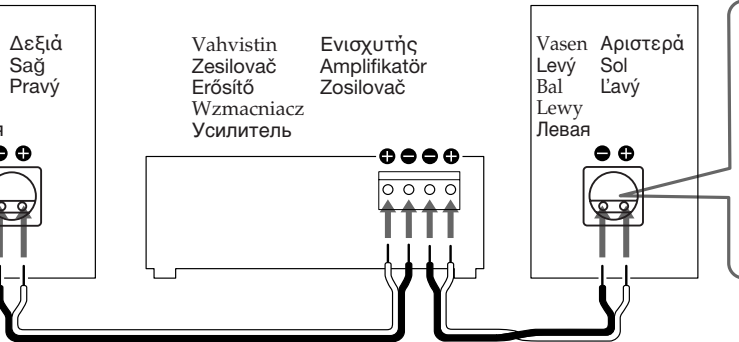 Δεξιά
Sağ
Pravý
Vahvistin
Zesilovač
Erősítő
Wzmacniacz
Усилитель
Ενισχυτής
Amplifikatör
Zosilovač
Vasen
Levý
Bal
Lewy
Левая
Αριστερά
Sol
Ľavý